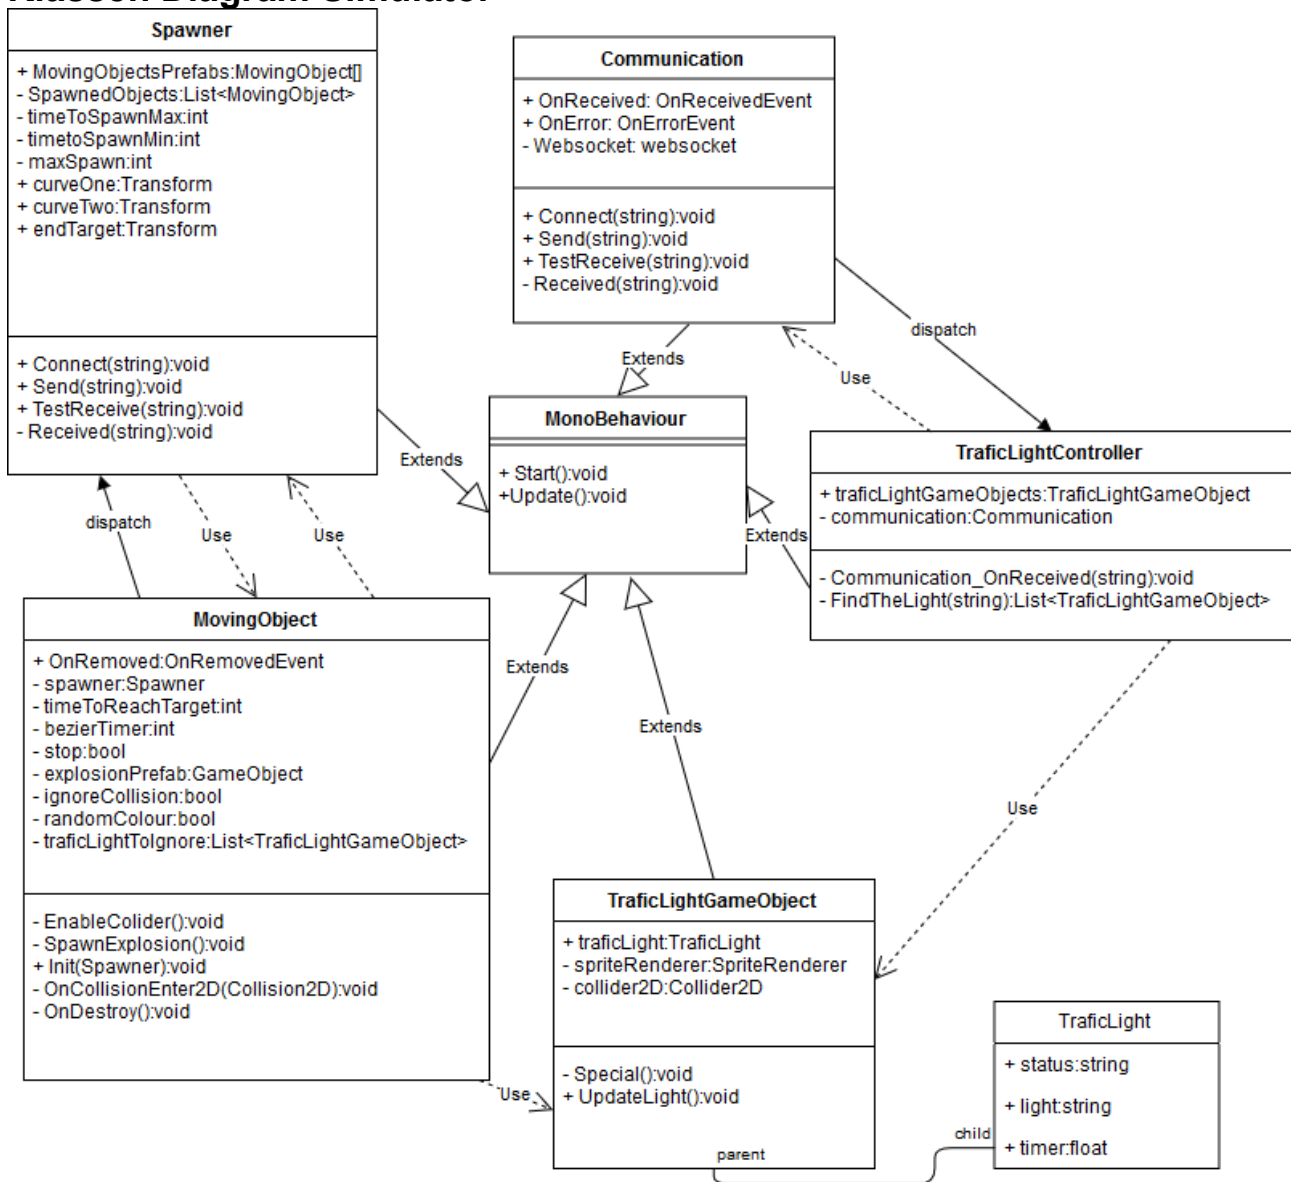 Klassen Diagram Simulator
Spawner
+ MovingObjectsPrefabs:MovingObject[]
- SpawnedObjects:List<MovingObject>
- timeToSpawnMax:int
- timetoSpawnMin:int
- maxSpawn:int
+ curveOne:Transform
+ curveTwo:Transform
+ endTarget:Transform
+ Connect(string):void
+ Send(string):void
+ TestReceive(string):void
- Received(string):void
Communication
+ OnReceived: OnReceivedEvent
+ OnError: OnErrorEvent
- Websocket: websocket
+ Connect(string):void
+ Send(string):void
+ TestReceive(string):void
- Received(string):void
dispatch
Use
Extends
MonoBehaviour
+ Start():void
+Update():void
Extends
TraficLightController
+ traficLightGameObjects:TraficLightGameObject
- communication:Communication
- Communication_OnReceived(string):void
- FindTheLight(string):List<TraficLightGameObject>
Extends
dispatch
Use
Use
MovingObject
+ OnRemoved:OnRemovedEvent
- spawner:Spawner
- timeToReachTarget:int
- bezierTimer:int
- stop:bool
- explosionPrefab:GameObject
- ignoreCollision:bool
- randomColour:bool
- traficLightToIgnore:List<TraficLightGameObject>
- EnableColider():void
- SpawnExplosion():void
+ Init(Spawner):void
- OnCollisionEnter2D(Collision2D):void
- OnDestroy():void
Extends
Extends
Use
TraficLightGameObject
+ traficLight:TraficLight
- spriteRenderer:SpriteRenderer
- collider2D:Collider2D
- Special():void
+ UpdateLight():void
Use
parent
child
TraficLight
+ status:string
+ light:string
+ timer:float